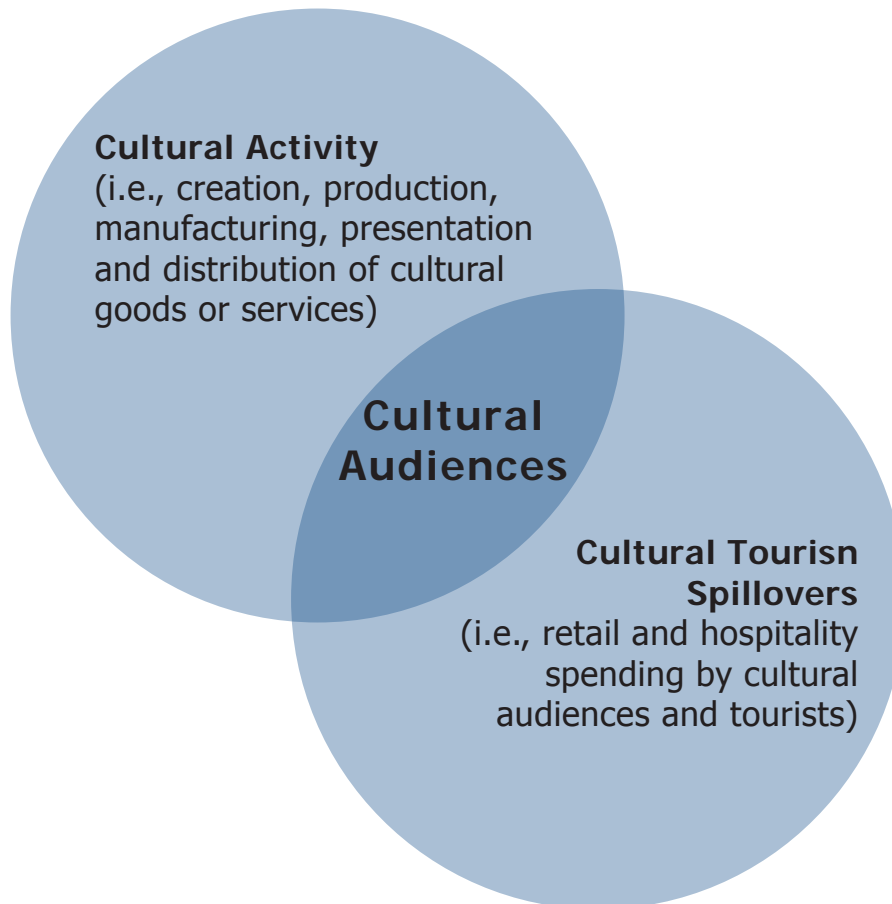 Cultural Activity
(i.e., creation, production,
manufacturing, presentation
and distribution of cultural
goods or services)
Cultural
Audiences
Cultural Tourisn
Spillovers
(i.e., retail and hospitality
spending by cultural
audiences and tourists)